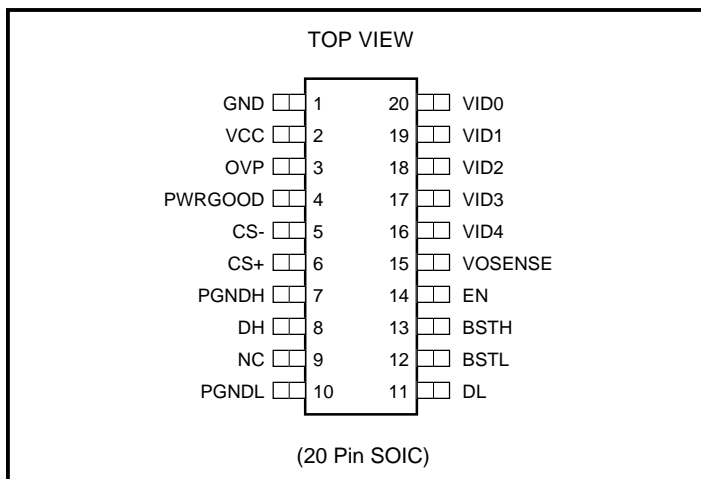 TOP VIEW
GND 1 20 VID0
VCC 2 19 VID1
OVP 3 18 VID2
PWRGOOD 4 17 VID3
CS- 5 16 VID4
CS+ 6 15 VOSENSE
PGNDH 7 14 EN
DH 8 13 BSTH
NC 9 12 BSTL
PGNDL 10 11 DL
(20 Pin SOIC)